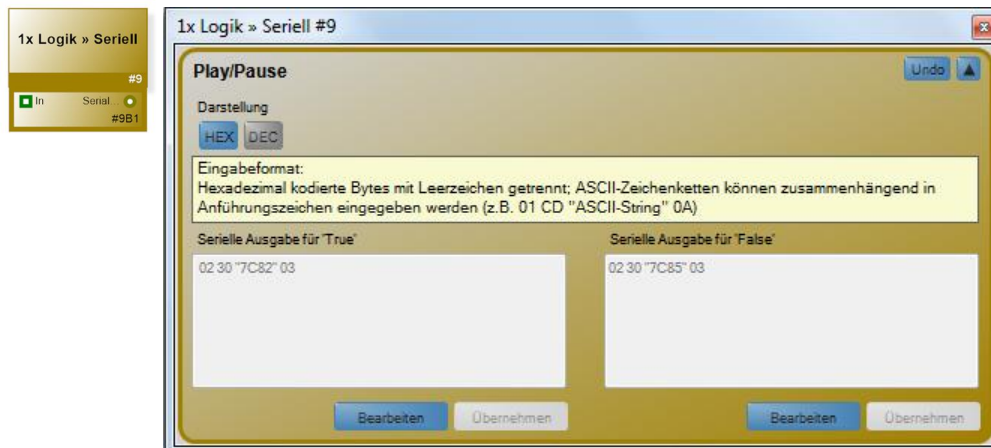 1x Logik » Seriell
#9
In Serial...
#9B1
1x Logik » Seriell #9
Play/Pause
Undo
Darstellung
HEX DEC
Eingabeformat:
Hexadezimal kodierte Bytes mit Leerzeichen getrennt; ASCII-Zeichenketten können zusammenhängend in
Anführungszeichen eingegeben werden (z.B. 01 CD "ASCII-String" 0A)
Serielle Ausgabe für 'True'
02 30 "7C82" 03
Bearbeiten Übernehmen
Serielle Ausgabe für 'False'
02 30 "7C85" 03
Bearbeiten Übernehmen